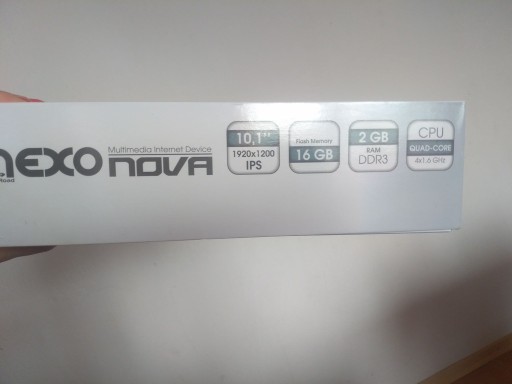 nexo
Multimedia Internet Device
nova
10,1"
1920x1200
IPS
Flash Memory
16 GB
2 GB
RAM
DDR3
CPU
QUAD-CORE
4x1.6 GHz